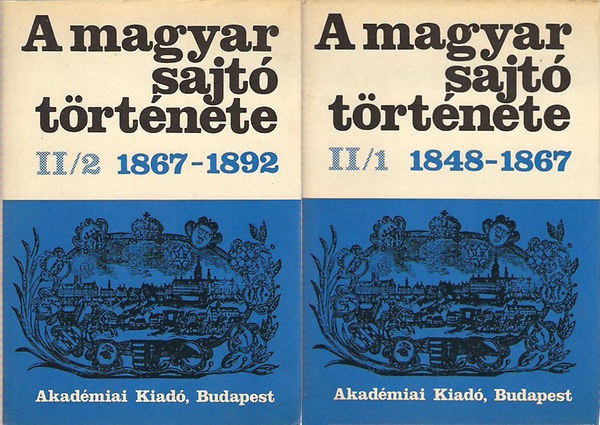 A magyar
sajtó
története
II/2 1867-1892
Akadémiai Kiadó, Budapest
A magyar
sajtó
története
II/1 1848-1867
Akadémiai Kiadó, Budapest